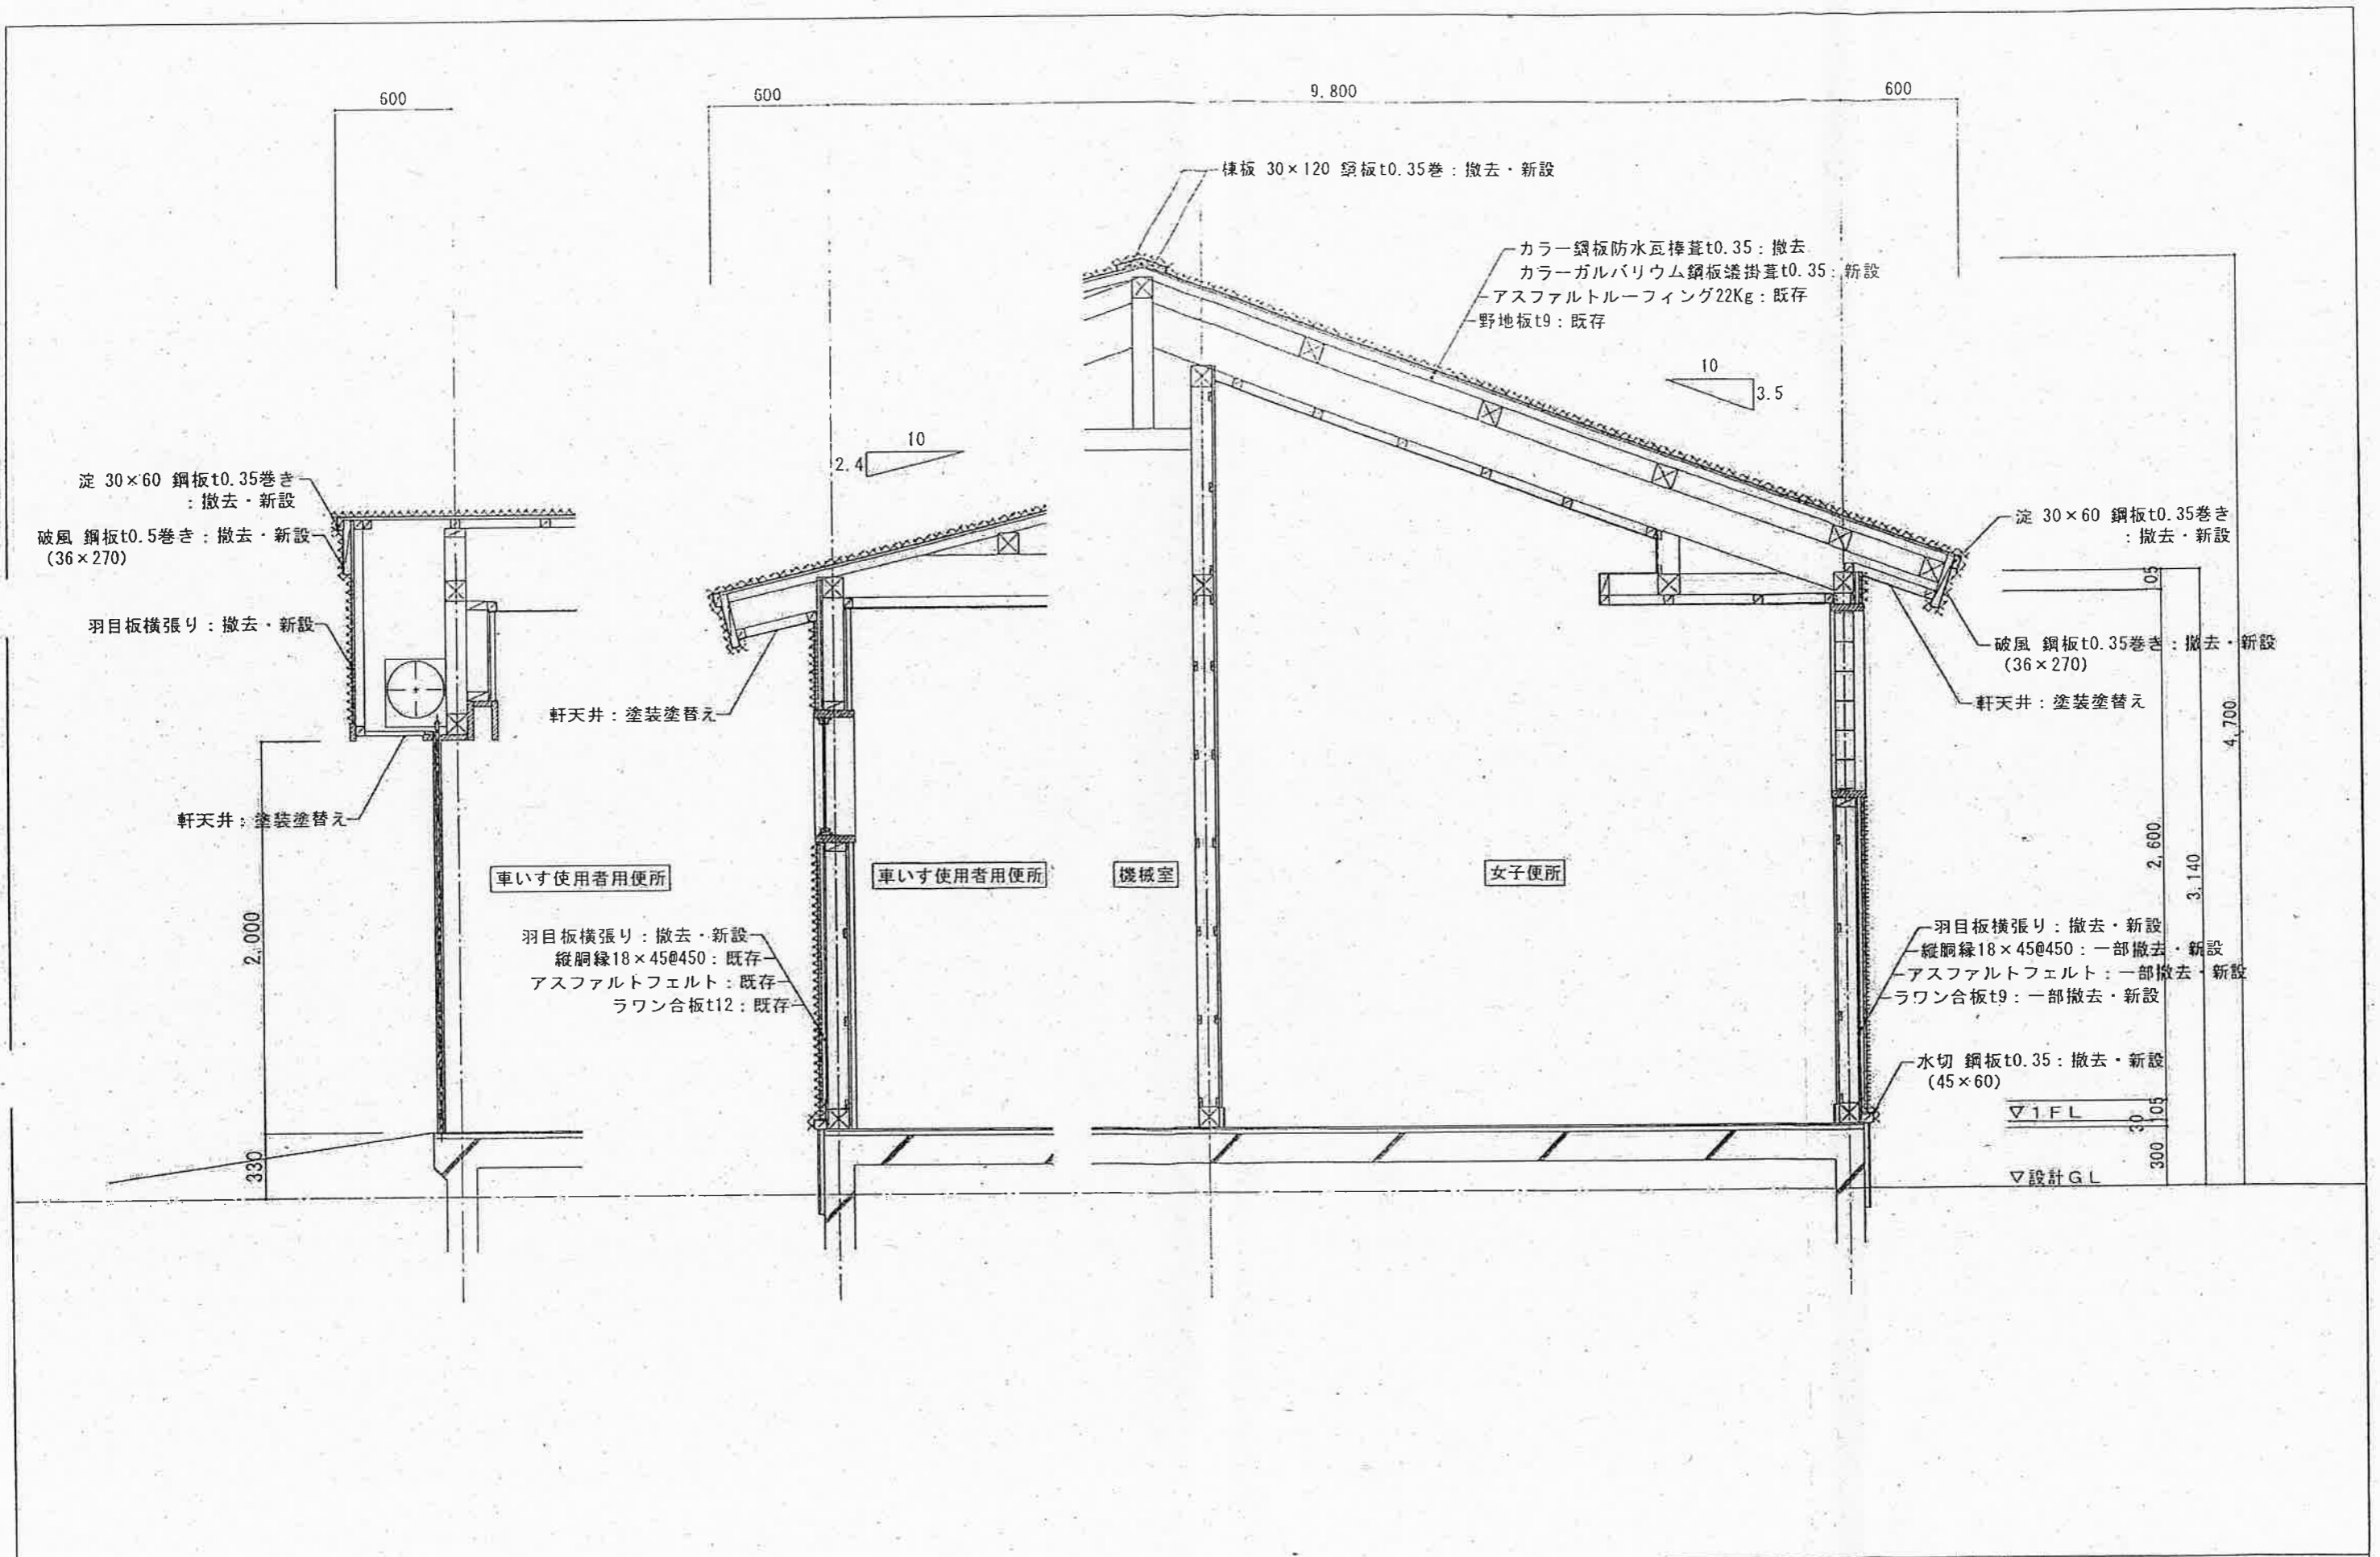 600
600
9,800
600
棟板 30×120 鋼板t0.35巻：撤去・新設
カラー鋼板防水瓦棒葺t0.35：撤去
カラーガルバリウム鋼板蟻掛葺t0.35：新設
アスファルトルーフィング22Kg：既存
野地板t9：既存
10
3.5
10
2.4
淀 30×60 鋼板t0.35巻き
：撤去・新設
破風 鋼板t0.5巻き：撤去・新設
(36×270)
羽目板横張り：撤去・新設
軒天井：塗装塗替え
軒天井：塗装塗替え
淀 30×60 鋼板t0.35巻き
：撤去・新設
破風 鋼板t0.35巻き：撤去・新設
(36×270)
軒天井：塗装塗替え
車いす使用者用便所
車いす使用者用便所
機械室
女子便所
羽目板横張り：撤去・新設
縦胴縁18×45@450：既存
アスファルトフェルト：既存
ラワン合板t12：既存
羽目板横張り：撤去・新設
縦胴縁18×45@450：一部撤去・新設
アスファルトフェルト：一部撤去・新設
ラワン合板t9：一部撤去・新設
水切 鋼板t0.35：撤去・新設
(45×60)
▽1FL
▽設計GL
2,000
330
2,600
3,140
4,700
105
30
300